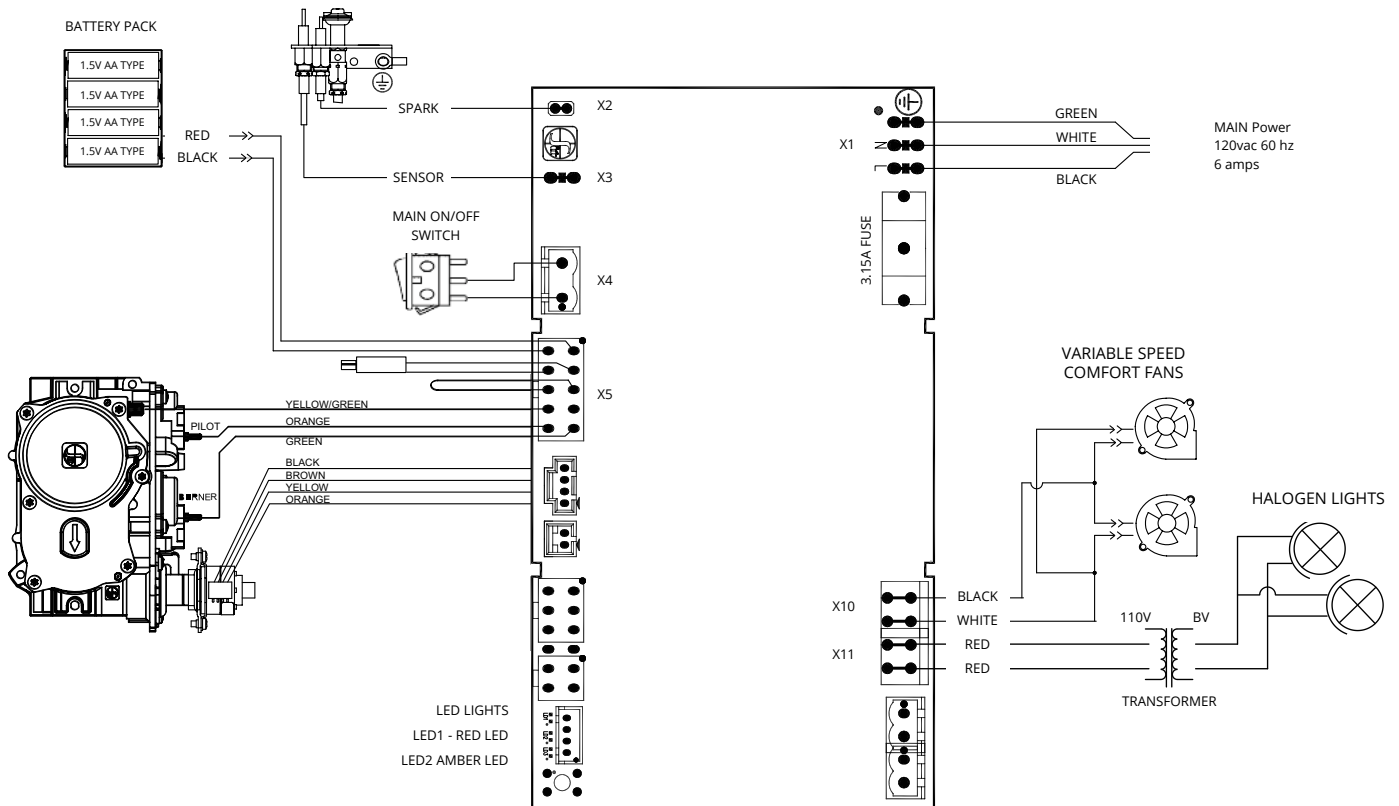 BATTERY PACK
1.5V AA TYPE
1.5V AA TYPE
1.5V AA TYPE
1.5V AA TYPE
RED
BLACK
SPARK
X2
SENSOR
X3
MAIN ON/OFF
SWITCH
X4
X5
YELLOW/GREEN
PILOT
ORANGE
GREEN
BLACK
BROWN
YELLOW
ORANGE
BURNER
LED LIGHTS
LED1 - RED LED
LED2 AMBER LED
X1
N
L
GREEN
WHITE
BLACK
MAIN Power
120vac 60 hz
6 amps
3.15A FUSE
VARIABLE SPEED
COMFORT FANS
HALOGEN LIGHTS
X10
BLACK
WHITE
X11
RED
RED
110V
BV
TRANSFORMER